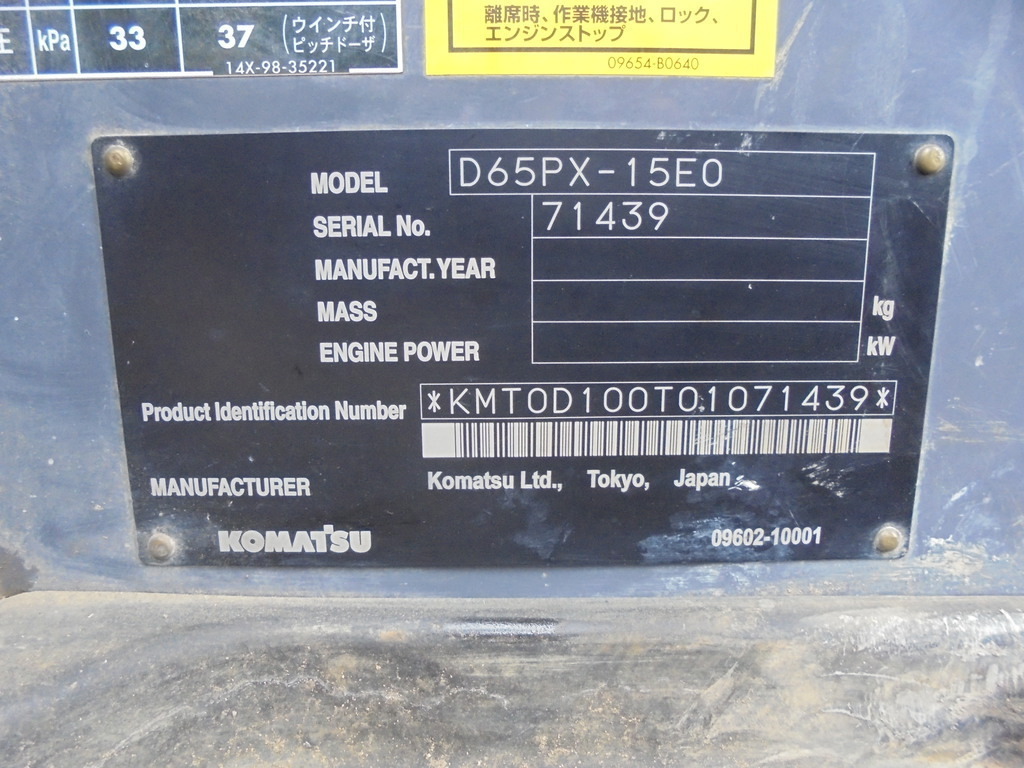 kPa 33 37 (ウインチ付
ピッチドーザ)
14X-98-35221
離席時、作業機接地、ロック、
エンジンストップ
09654-B0640
MODEL D65PX-15E0
SERIAL No. 71439
MANUFACT. YEAR
MASS kg
ENGINE POWER kW
Product Identification Number *KMT0D100T01071439*
MANUFACTURER Komatsu Ltd., Tokyo, Japan
KOMATSU 09602-10001